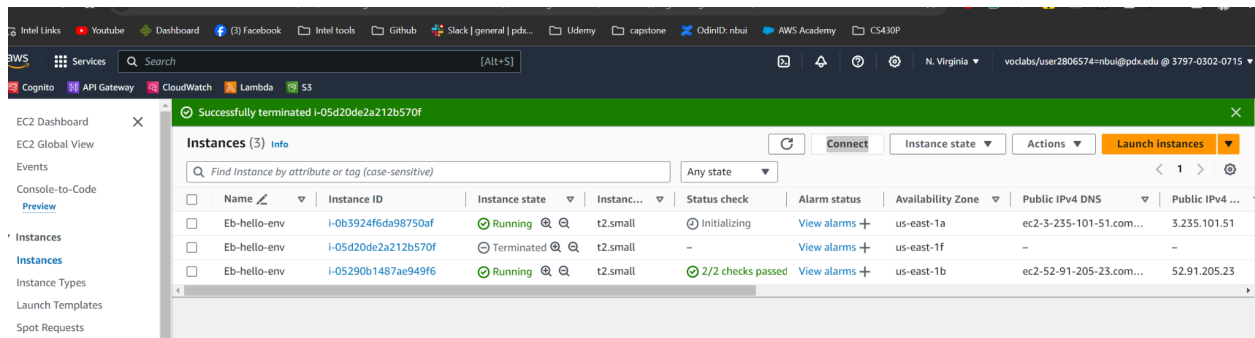 Intel Links Youtube Dashboard (3) Facebook Intel tools Github Slack | general | pdx... Udemy capstone OdinID: nbui AWS Academy CS430P
aws Services Search [Alt+S] N. Virginia ▼ voclabs/user2806574=nbui@pdx.edu @ 3797-0302-0715 ▼
Cognito API Gateway CloudWatch Lambda S3
Successfully terminated i-05d20de2a212b570f
EC2 Dashboard
EC2 Global View
Events
Console-to-Code
Preview
Instances
Instances
Instance Types
Launch Templates
Spot Requests
Instances (3) Info Connect Instance state ▼ Actions ▼ Launch instances ▼
Find Instance by attribute or tag (case-sensitive) Any state ▼ 1
Name Instance ID Instance state Instanc... Status check Alarm status Availability Zone Public IPv4 DNS Public IPv4 ...
Eb-hello-env i-0b3924f6da98750af Running t2.small Initializing View alarms + us-east-1a ec2-3-235-101-51.com... 3.235.101.51
Eb-hello-env i-05d20de2a212b570f Terminated t2.small – View alarms + us-east-1f – –
Eb-hello-env i-05290b1487ae949f6 Running t2.small 2/2 checks passed View alarms + us-east-1b ec2-52-91-205-23.com... 52.91.205.23